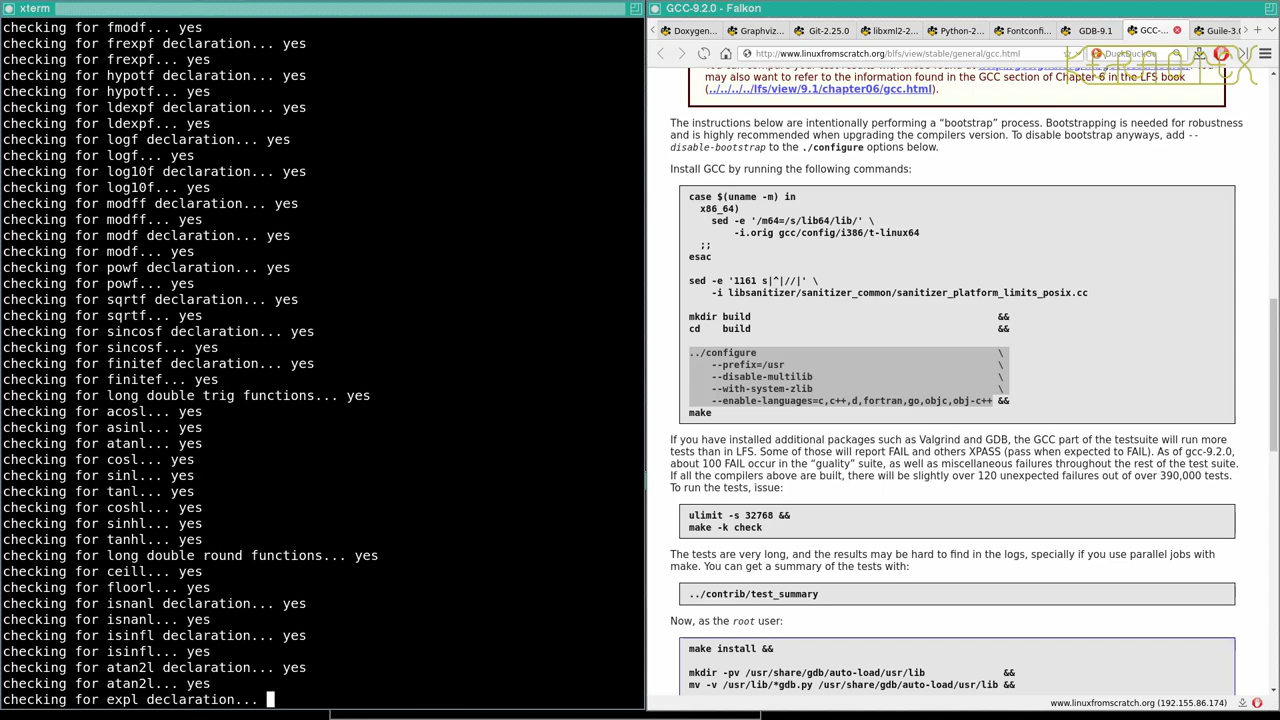 xterm
checking for fmodf... yes
checking for frexpf declaration... yes
checking for frexpf... yes
checking for hypotf declaration... yes
checking for hypotf... yes
checking for ldexpf declaration... yes
checking for ldexpf... yes
checking for logf declaration... yes
checking for logf... yes
checking for log10f declaration... yes
checking for log10f... yes
checking for modff declaration... yes
checking for modff... yes
checking for modf declaration... yes
checking for modf... yes
checking for powf declaration... yes
checking for powf... yes
checking for sqrtf declaration... yes
checking for sqrtf... yes
checking for sincosf declaration... yes
checking for sincosf... yes
checking for finitef declaration... yes
checking for finitef... yes
checking for long double trig functions... yes
checking for acosl... yes
checking for asinl... yes
checking for atanl... yes
checking for cosl... yes
checking for sinl... yes
checking for tanl... yes
checking for coshl... yes
checking for sinhl... yes
checking for tanhl... yes
checking for long double round functions... yes
checking for ceill... yes
checking for floorl... yes
checking for isnanl declaration... yes
checking for isnanl... yes
checking for isinfl declaration... yes
checking for isinfl... yes
checking for atan2l declaration... yes
checking for atan2l... yes
checking for expl declaration...
GCC-9.2.0 - Falkon
Doxygen... Graphviz... Git-2.25.0 libxml2-2... Python-2... Fontconfi... GDB-9.1 GCC-... Guile-3.0
http://www.linuxfromscratch.org/blfs/view/stable/general/gcc.html DuckDuckGo
KERNOTEX
may also want to refer to the information found in the GCC section of Chapter 6 in the LFS book
(../../../../lfs/view/9.1/chapter06/gcc.html).
The instructions below are intentionally performing a “bootstrap” process. Bootstrapping is needed for robustness
and is highly recommended when upgrading the compilers version. To disable bootstrap anyways, add --
disable-bootstrap to the ./configure options below.
Install GCC by running the following commands:
case $(uname -m) in
x86_64)
sed -e '/m64=/s/lib64/lib/' \
-i.orig gcc/config/i386/t-linux64
;;
esac
sed -e '1161 s|^|//|' \
-i libsanitizer/sanitizer_common/sanitizer_platform_limits_posix.cc
mkdir build &&
cd build &&
../configure \
--prefix=/usr \
--disable-multilib \
--with-system-zlib \
--enable-languages=c,c++,d,fortran,go,objc,obj-c++ &&
make
If you have installed additional packages such as Valgrind and GDB, the GCC part of the testsuite will run more
tests than in LFS. Some of those will report FAIL and others XPASS (pass when expected to FAIL). As of gcc-9.2.0,
about 100 FAIL occur in the “guality” suite, as well as miscellaneous failures throughout the rest of the test suite.
If all the compilers above are built, there will be slightly over 120 unexpected failures out of over 390,000 tests.
To run the tests, issue:
ulimit -s 32768 &&
make -k check
The tests are very long, and the results may be hard to find in the logs, specially if you use parallel jobs with
make. You can get a summary of the tests with:
../contrib/test_summary
Now, as the root user:
make install &&
mkdir -pv /usr/share/gdb/auto-load/usr/lib &&
mv -v /usr/lib/*gdb.py /usr/share/gdb/auto-load/usr/lib &&
www.linuxfromscratch.org (192.155.86.174)